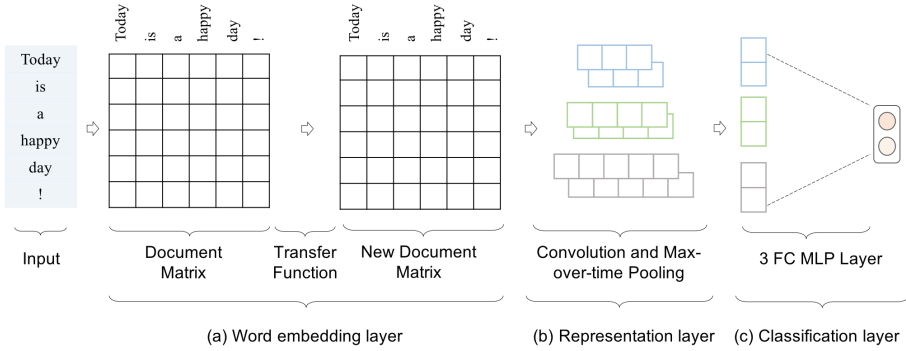 Today
is
a
happy
day
!
Today
is
a
happy
day
!
Today
is
a
happy
day
!
Input
Document
Matrix
Transfer
Function
New Document
Matrix
Convolution and Max-
over-time Pooling
3 FC MLP Layer
(a) Word embedding layer
(b) Representation layer
(c) Classification layer